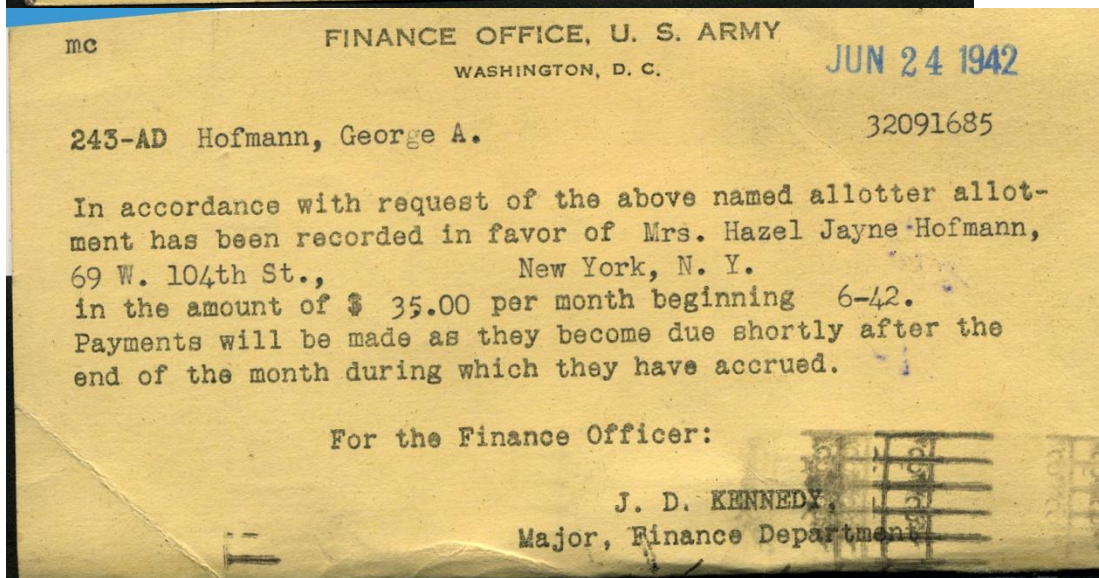 mc
FINANCE OFFICE, U. S. ARMY
WASHINGTON, D. C.
JUN 24 1942
243-AD Hofmann, George A.
32091685
In accordance with request of the above named allotter allot-
ment has been recorded in favor of Mrs. Hazel Jayne Hofmann,
69 W. 104th St., New York, N. Y.
in the amount of $ 35.00 per month beginning 6-42.
Payments will be made as they become due shortly after the
end of the month during which they have accrued.
For the Finance Officer:
J. D. KENNEDY,
Major, Finance Department